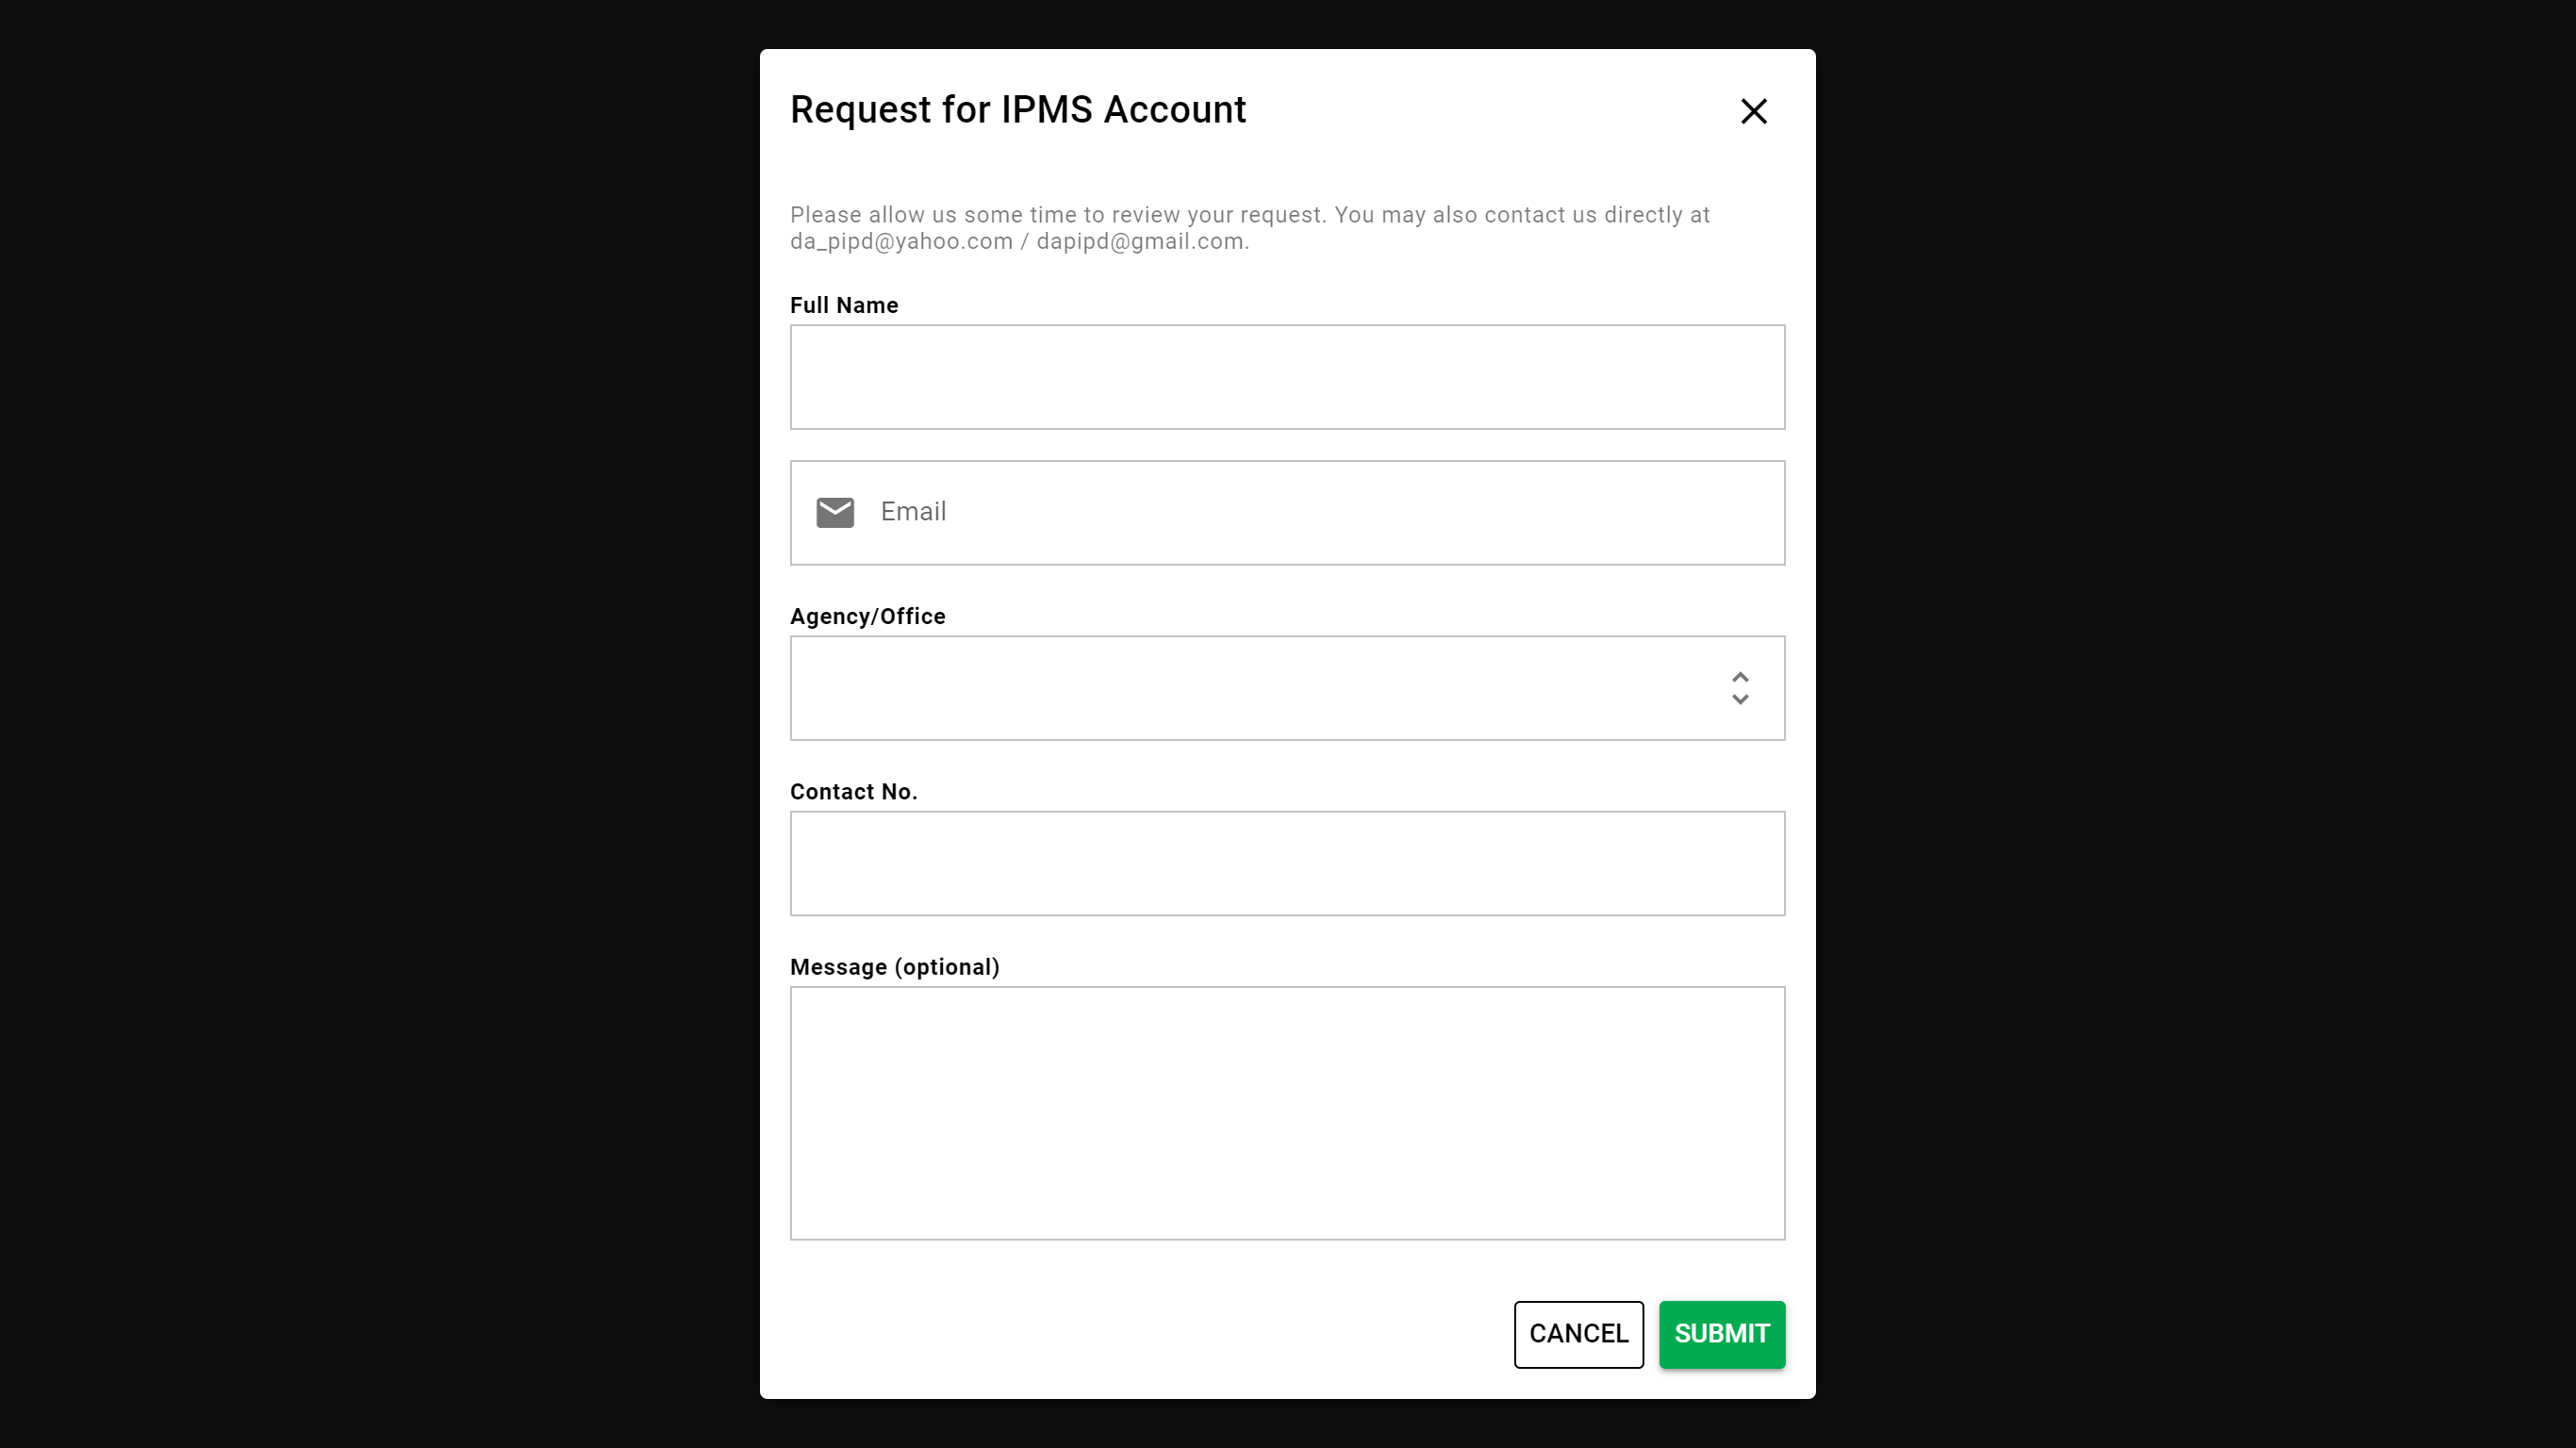 Request for IPMS Account
Please allow us some time to review your request. You may also contact us directly at
da_pipd@yahoo.com / dapipd@gmail.com.
Full Name
Email
Agency/Office
Contact No.
Message (optional)
CANCEL
SUBMIT